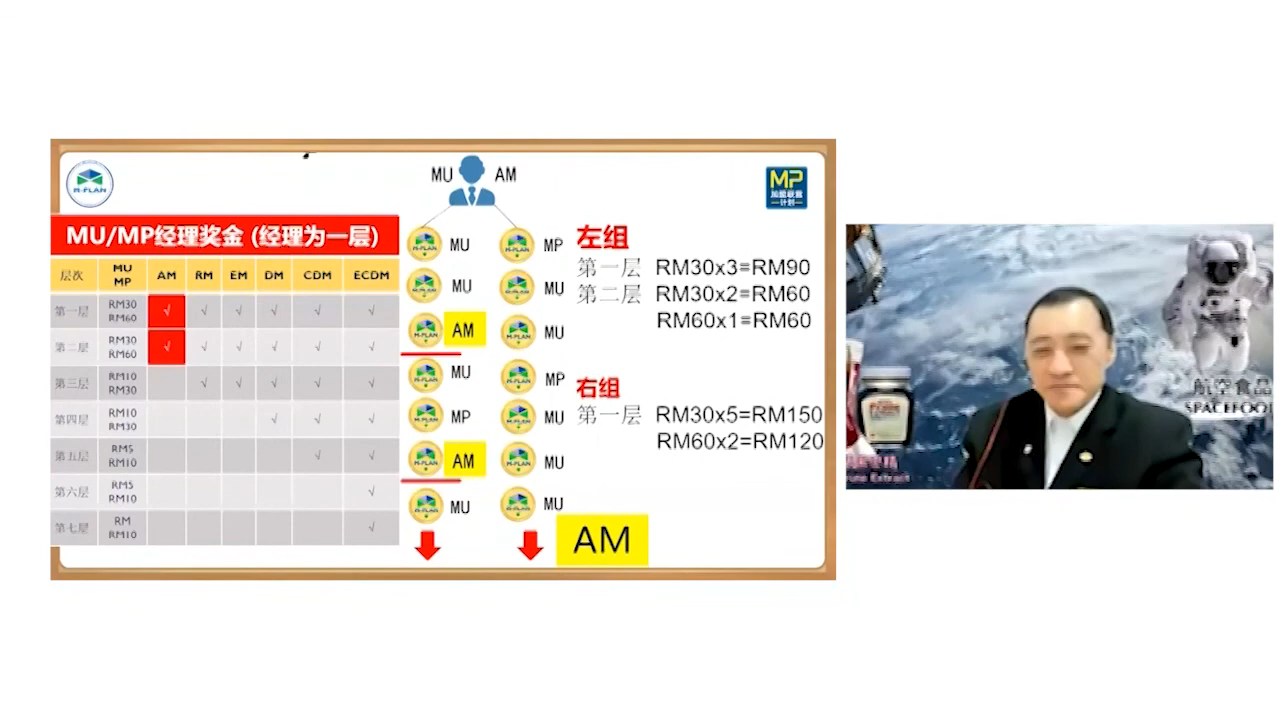 M-PLAN
MU AM
MP
加盟联营
计划
MU/MP经理奖金 (经理为一层)
层次 MU MP AM RM EM DM CDM ECDM
第一层 RM30 RM60 √ √ √ √ √ √
第二层 RM30 RM60 √ √ √ √ √ √
第三层 RM10 RM30 √ √ √ √ √
第四层 RM10 RM30 √ √ √
第五层 RM5 RM10 √ √
第六层 RM5 RM10 √
第七层 RM RM10 √
MU MP
MU MU
AM MU
MU MP
MP MU
AM MU
MU MU
AM
左组
第一层 RM30x3=RM90
第二层 RM30x2=RM60
RM60x1=RM60
右组
第一层 RM30x5=RM150
RM60x2=RM120
航空食品
SPACEFOO
Extract